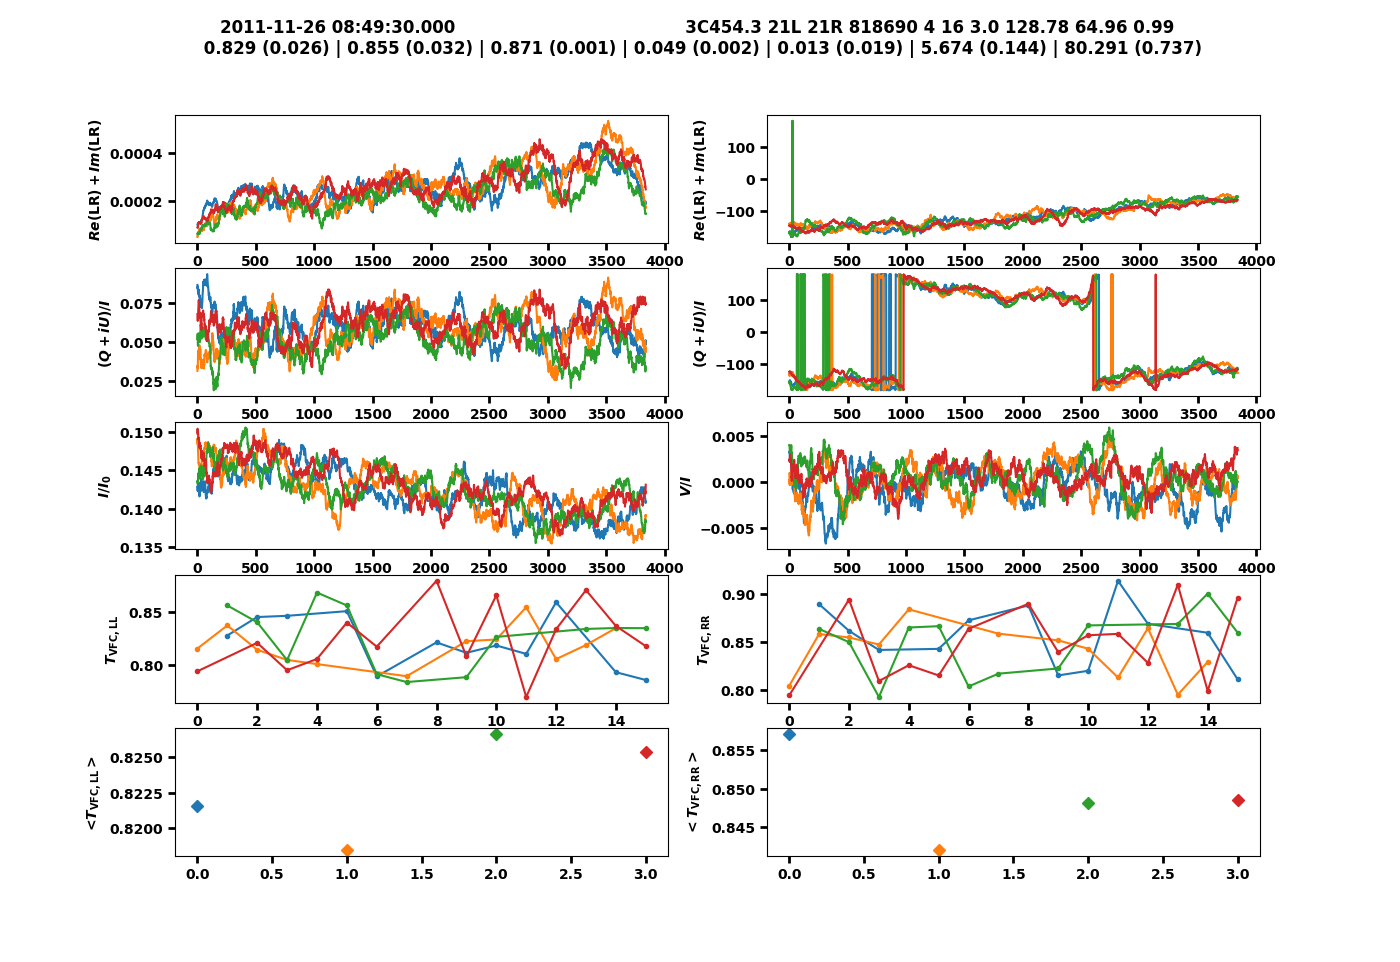 2011-11-26 08:49:30.000 3C454.3 21L 21R 818690 4 16 3.0 128.78 64.96 0.99
0.829 (0.026) | 0.855 (0.032) | 0.871 (0.001) | 0.049 (0.002) | 0.013 (0.019) | 5.674 (0.144) | 80.291 (0.737)
Re(LR) + Im(LR)
0.0004
0.0002
0 500 1000 1500 2000 2500 3000 3500 4000
Re(LR) + Im(LR)
100
0
−100
0 500 1000 1500 2000 2500 3000 3500 4000
(Q + iU)/I
0.075
0.050
0.025
0 500 1000 1500 2000 2500 3000 3500 4000
(Q + iU)/I
100
0
−100
0 500 1000 1500 2000 2500 3000 3500 4000
I/I0
0.150
0.145
0.140
0.135
0 500 1000 1500 2000 2500 3000 3500 4000
V/I
0.005
0.000
−0.005
0 500 1000 1500 2000 2500 3000 3500 4000
TVFC,LL
0.85
0.80
0 2 4 6 8 10 12 14
TVFC,RR
0.90
0.85
0.80
0 2 4 6 8 10 12 14
<TVFC,LL >
0.8250
0.8225
0.8200
0.0 0.5 1.0 1.5 2.0 2.5 3.0
< TVFC,RR >
0.855
0.850
0.845
0.0 0.5 1.0 1.5 2.0 2.5 3.0